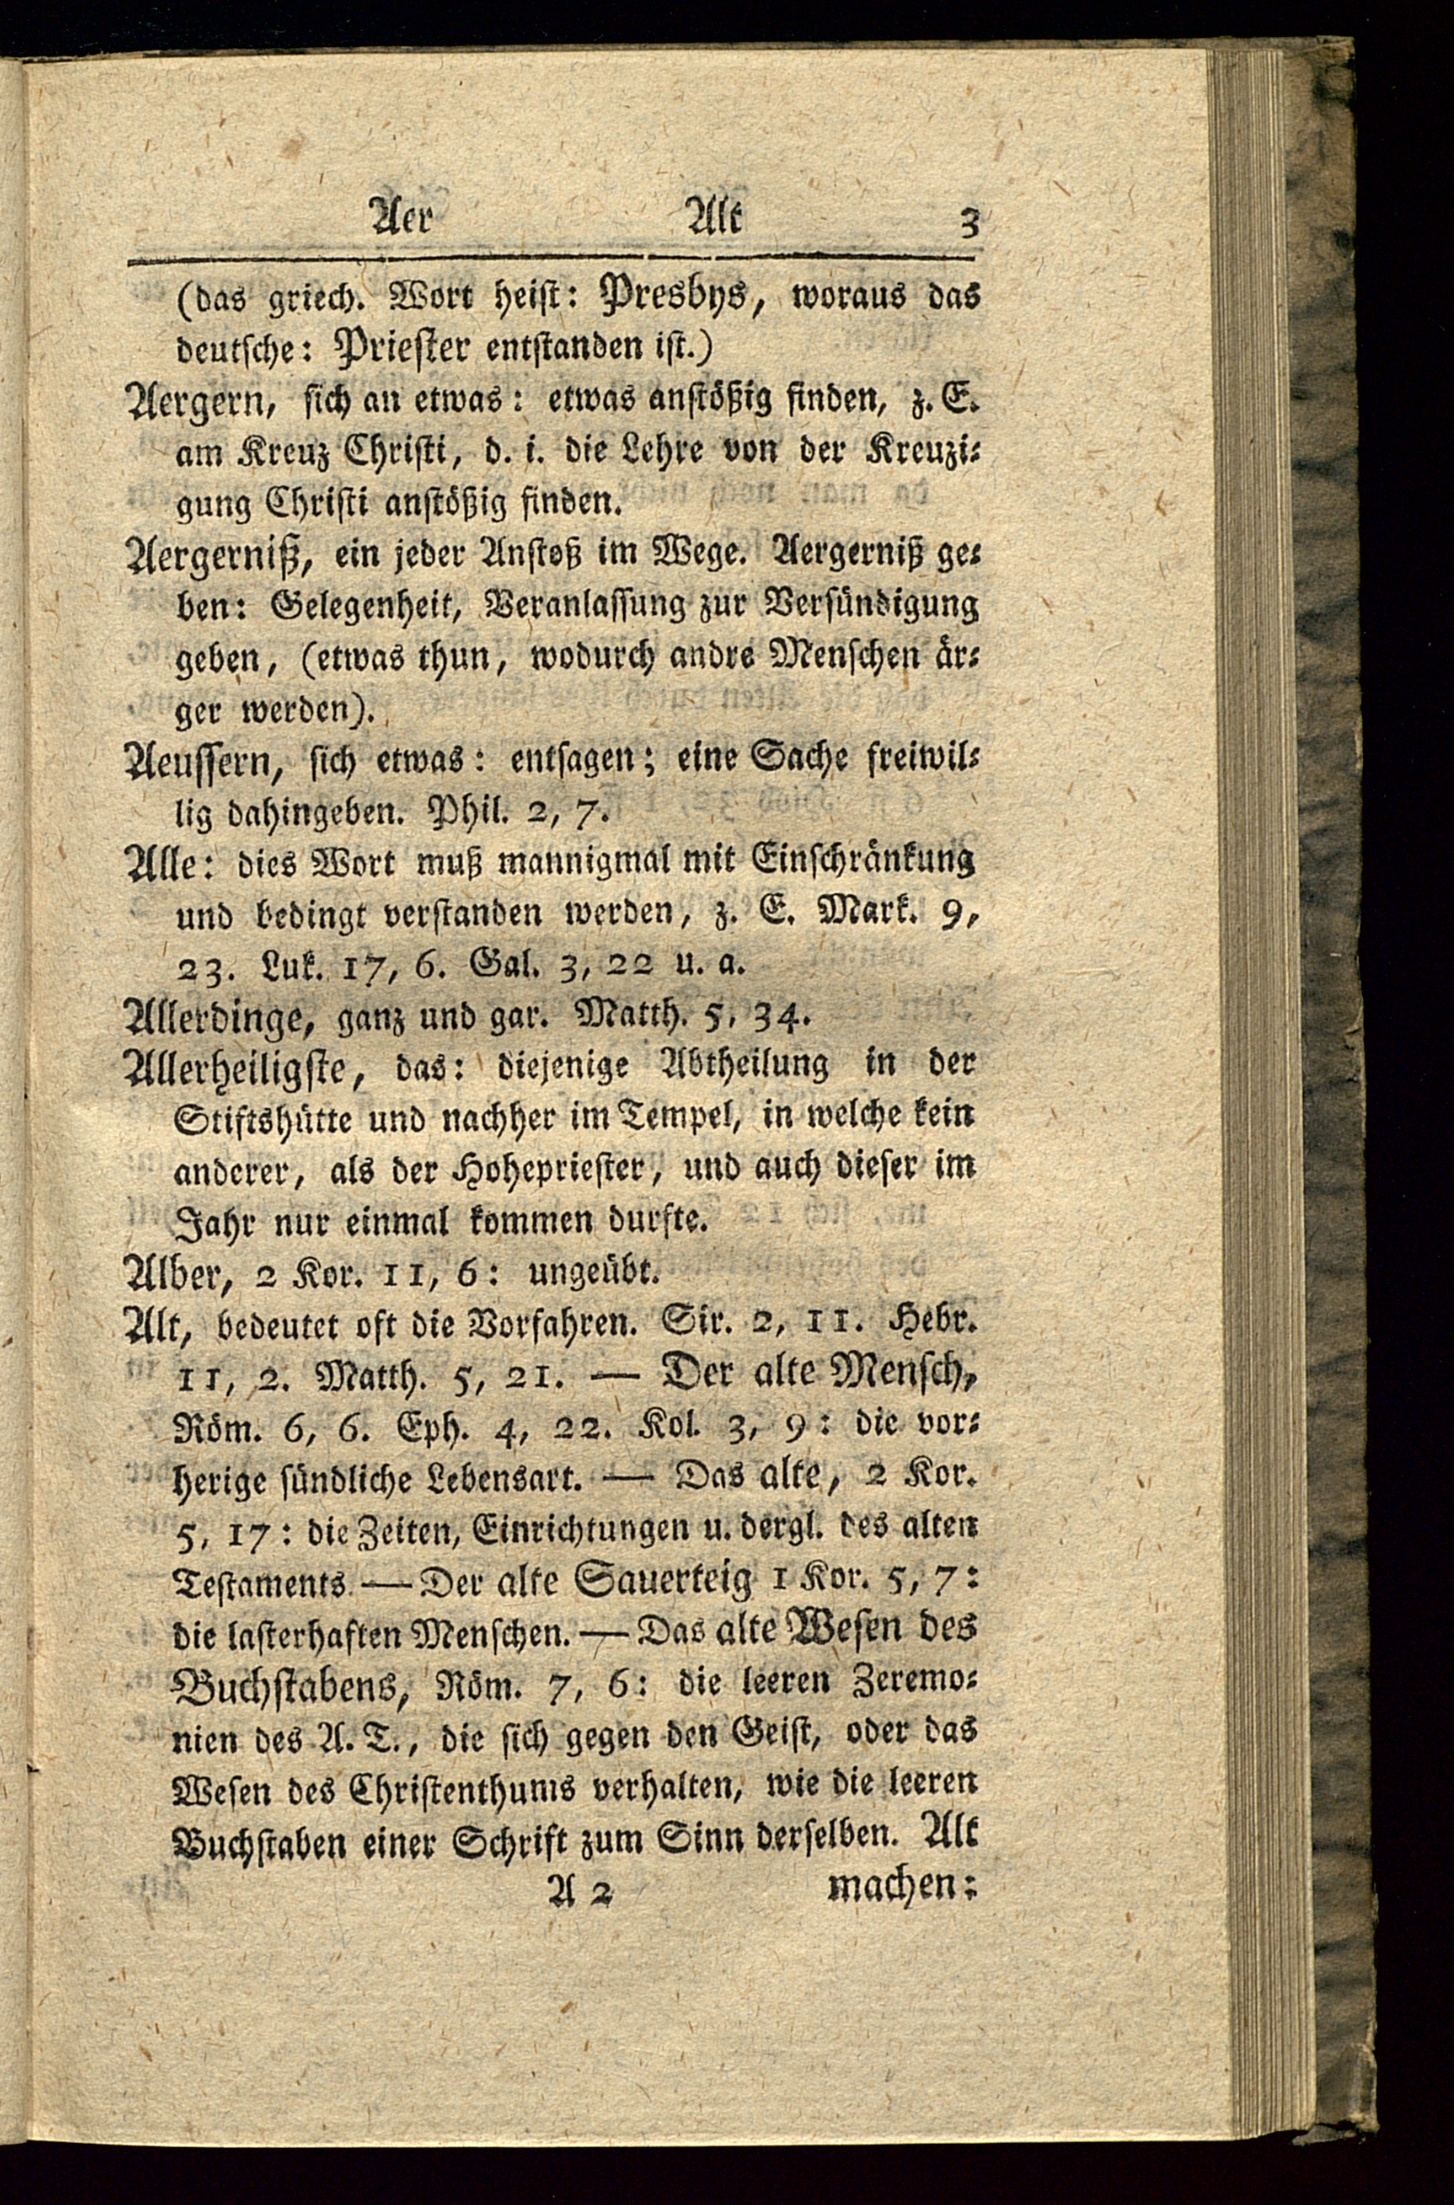 Aer Alt 3
(das griech. Wort heist: Presbys, woraus das
deutsche: Priester entstanden ist.)
Aergern, sich an etwas: etwas anstößig finden, z. E.
am Kreuz Christi, d. i. die Lehre von der Kreuzi⸗
gung Christi anstößig finden.
Aergerniß, ein jeder Anstoß im Wege. Aergerniß ge⸗
ben: Gelegenheit, Veranlassung zur Versündigung
geben, (etwas thun, wodurch andre Menschen är⸗
ger werden).
Aeussern, sich etwas: entsagen; eine Sache freiwil⸗
lig dahingeben. Phil. 2, 7.
Alle: dies Wort muß mannigmal mit Einschränkung
und bedingt verstanden werden, z. E. Mark. 9,
23. Luk. 17, 6. Gal. 3, 22 u. a.
Allerdinge, ganz und gar. Matth. 5, 34.
Allerheiligste, das: diejenige Abtheilung in der
Stiftshütte und nachher im Tempel, in welche kein
anderer, als der Hohepriester, und auch dieser im
Jahr nur einmal kommen durfte.
Alber, 2 Kor. 11, 6: ungeübt.
Alt, bedeutet oft die Vorfahren. Sir. 2, 11. Hebr.
11, 2. Matth. 5, 21. — Der alte Mensch,
Röm. 6, 6. Eph. 4, 22. Kol. 3, 9: die vor⸗
herige sündliche Lebensart. — Das alte, 2 Kor.
5, 17: die Zeiten, Einrichtungen u. dergl. des alten
Testaments — Der alte Sauerteig 1 Kor. 5, 7:
die lasterhaften Menschen. — Das alte Wesen des
Buchstabens, Röm. 7, 6: die leeren Zeremo⸗
nien des A. T., die sich gegen den Geist, oder das
Wesen des Christenthums verhalten, wie die leeren
Buchstaben einer Schrift zum Sinn derselben. Alt
A 2 machen: